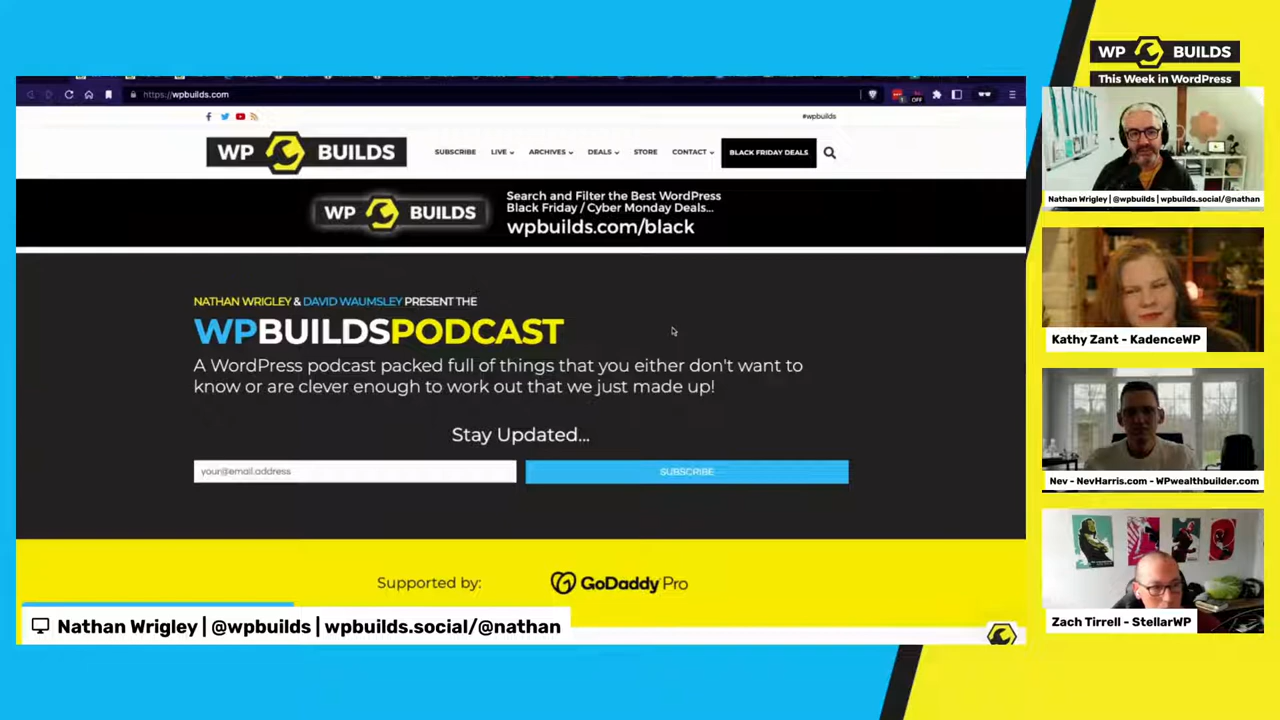 https://wpbuilds.com
OFF
#wpbuilds
WP BUILDS
SUBSCRIBE
LIVE
ARCHIVES
DEALS
STORE
CONTACT
BLACK FRIDAY DEALS
WP BUILDS
Search and Filter the Best WordPress
Black Friday / Cyber Monday Deals...
wpbuilds.com/black
NATHAN WRIGLEY & DAVID WAUMSLEY PRESENT THE
WPBUILDSPODCAST
A WordPress podcast packed full of things that you either don't want to
know or are clever enough to work out that we just made up!
Stay Updated...
your@email.address
SUBSCRIBE
Supported by:
GoDaddy Pro
Nathan Wrigley | @wpbuilds | wpbuilds.social/@nathan
WP BUILDS
This Week in WordPress
Nathan Wrigley | @wpbuilds | wpbuilds.social/@nathan
Kathy Zant - KadenceWP
Nev - NevHarris.com - WPwealthbuilder.com
Zach Tirrell - StellarWP